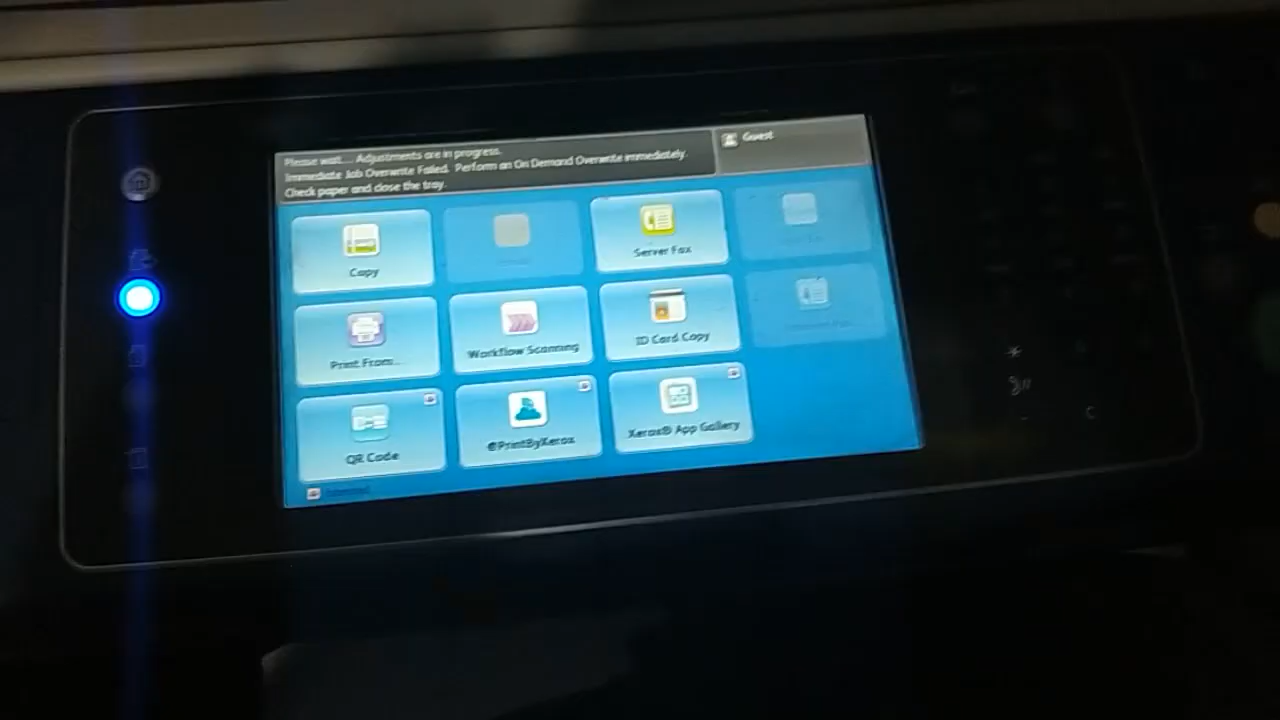 Please wait... Adjustments are in progress.
Immediate Job Overwrite Failed. Perform an On Demand Overwrite immediately.
Check paper and close the tray.
Guest
Copy
Server Fax
Print From...
Workflow Scanning
ID Card Copy
QR Code
@PrintByXerox
Xerox® App Gallery
*
C